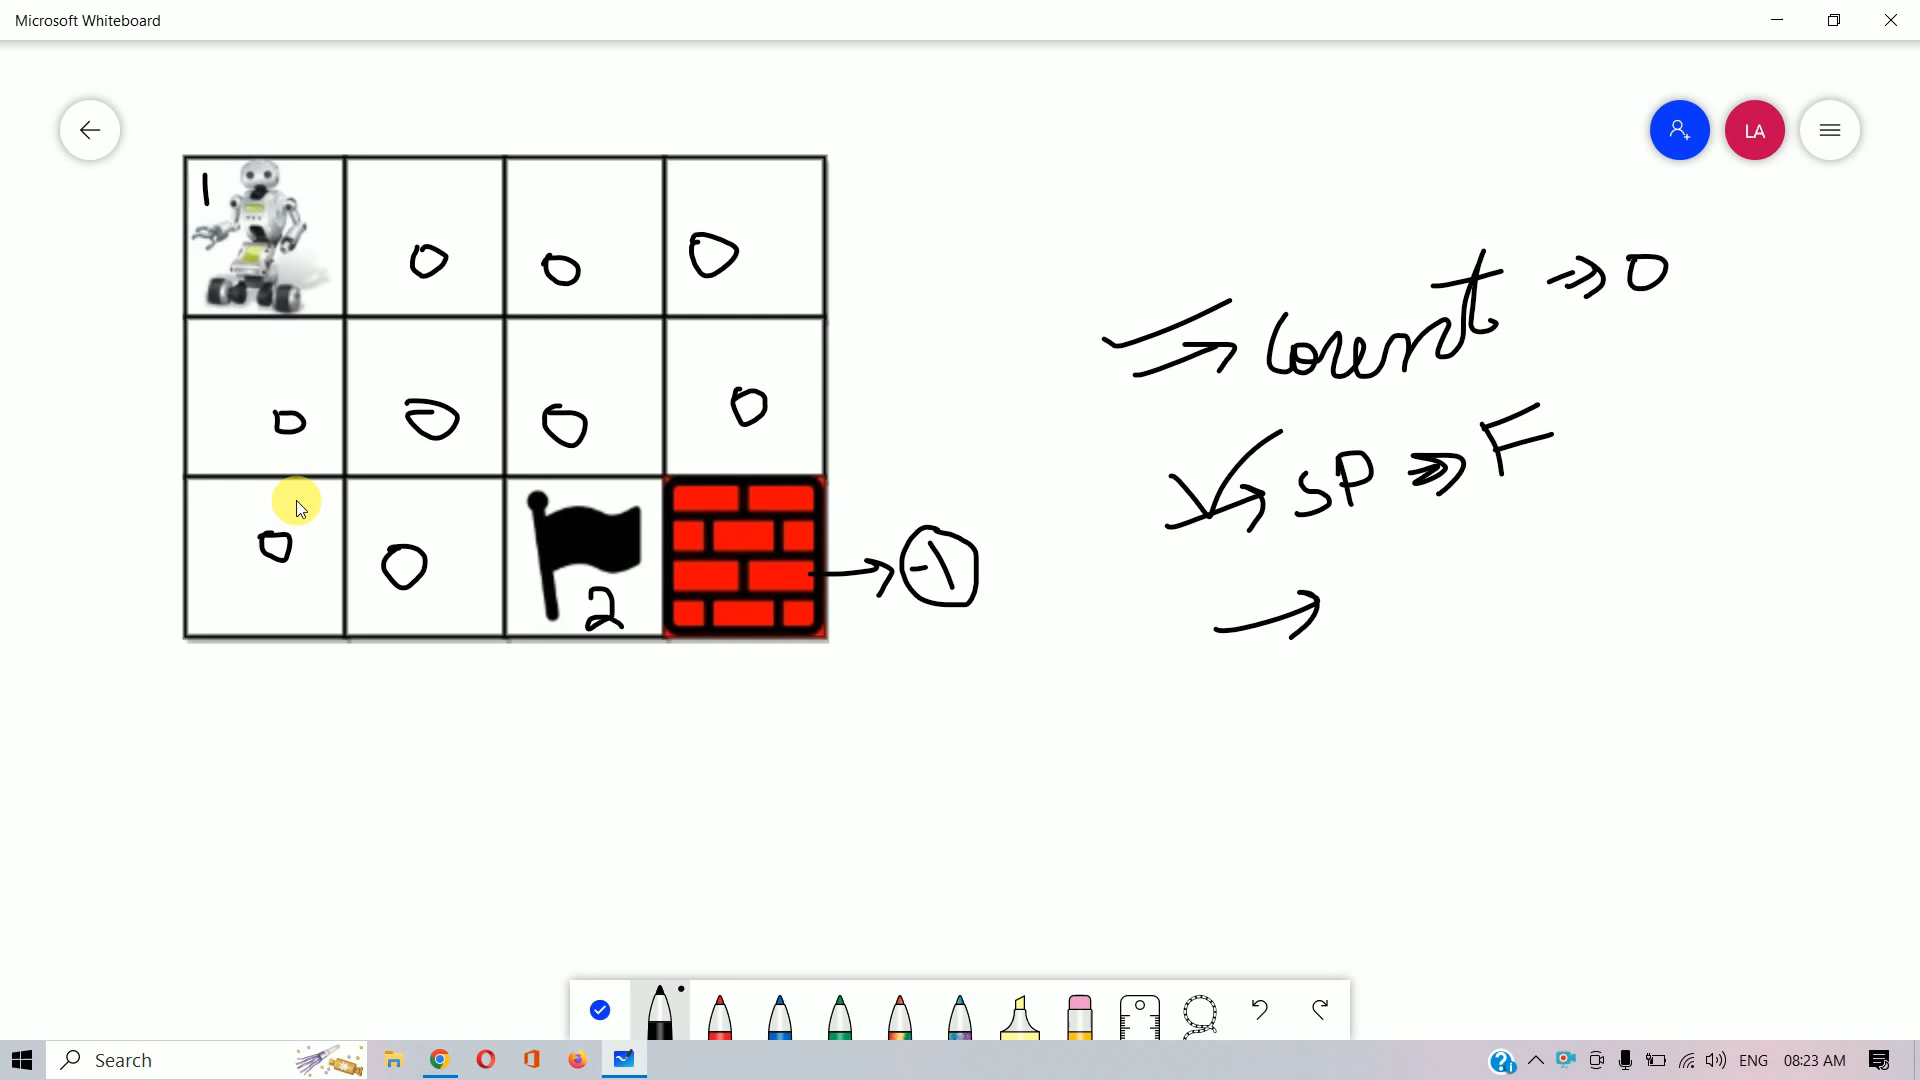 Microsoft Whiteboard
LA
1
0 0 0
0 0 0 0
0 0
2
-1
⇒ Count ⇒ 0
→ SP ⇒ F
→
Search
ENG 08:23 AM